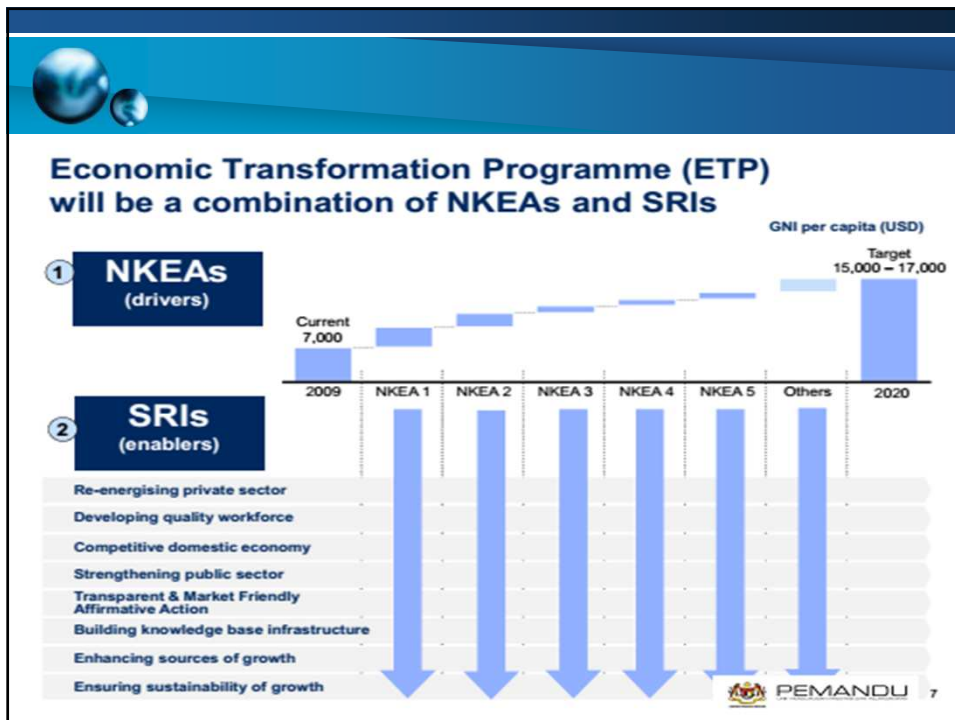 Economic Transformation Programme (ETP)
will be a combination of NKEAs and SRIs
GNI per capita (USD)
1
NKEAs
(drivers)
Current
7,000
Target
15,000 – 17,000
2009
NKEA 1
NKEA 2
NKEA 3
NKEA 4
NKEA 5
Others
2020
2
SRIs
(enablers)
Re-energising private sector
Developing quality workforce
Competitive domestic economy
Strengthening public sector
Transparent & Market Friendly
Affirmative Action
Building knowledge base infrastructure
Enhancing sources of growth
Ensuring sustainability of growth
PEMANDU
7